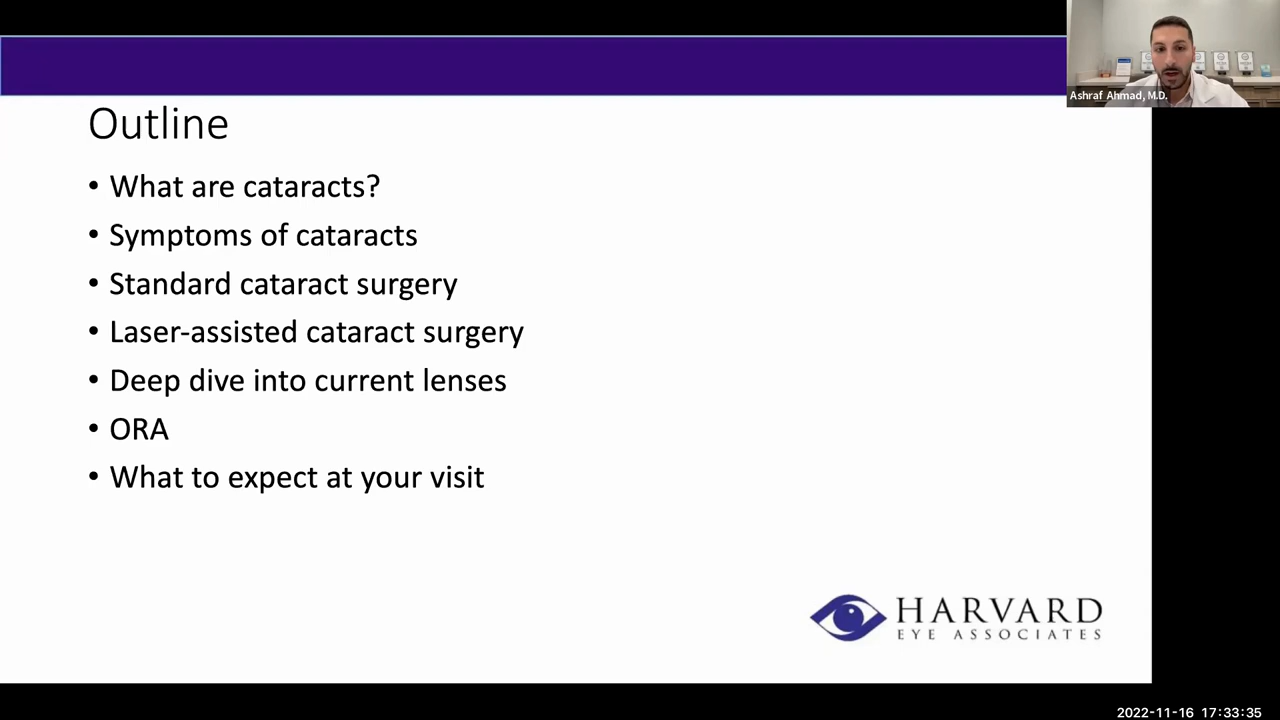 Ashraf Ahmad, M.D.
Outline
• What are cataracts?
• Symptoms of cataracts
• Standard cataract surgery
• Laser-assisted cataract surgery
• Deep dive into current lenses
• ORA
• What to expect at your visit
HARVARD
EYE ASSOCIATES
2022-11-16 17:33:35